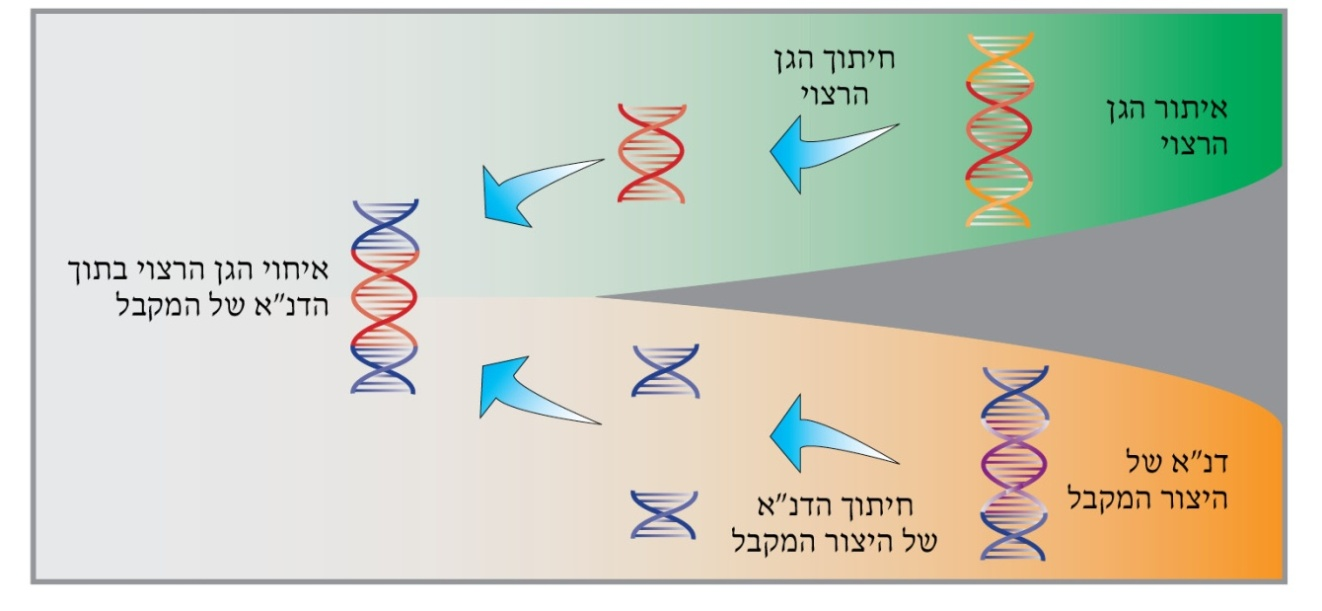 איתור הגן
הרצוי
חיתוך הגן
הרצוי
איחוי הגן הרצוי בתוך
הדנ״א של המקבל
דנ״א של
היצור המקבל
חיתוך הדנ״א
של היצור המקבל